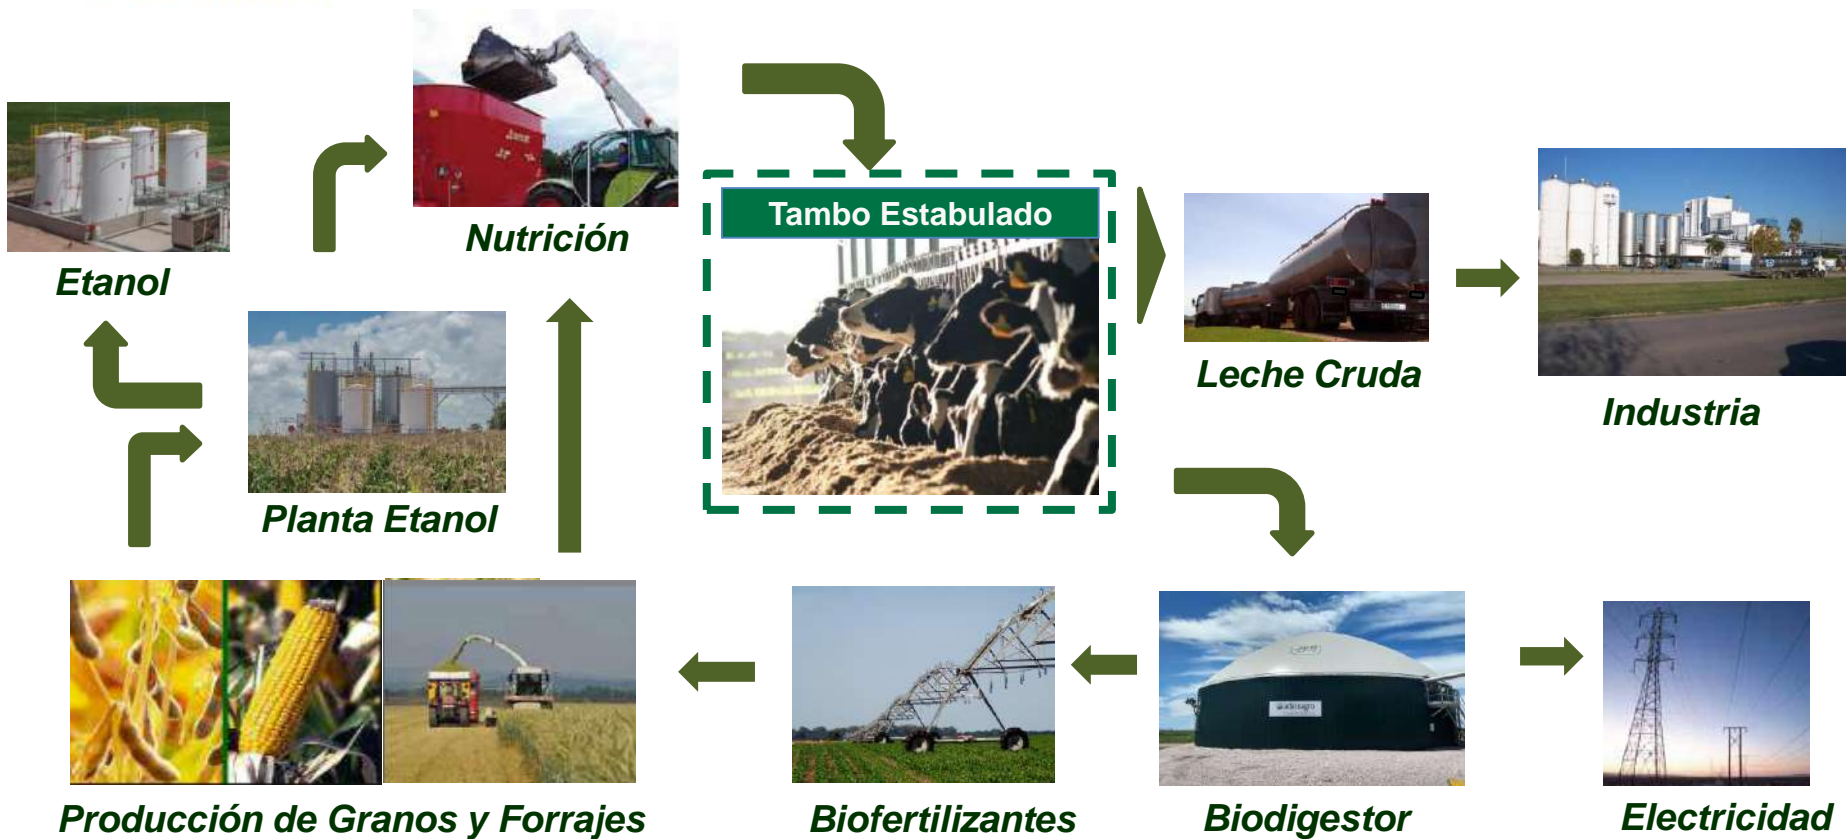 Etanol
Nutrición
Tambo Estabulado
Leche Cruda
Industria
Planta Etanol
Producción de Granos y Forrajes
Biofertilizantes
Biodigestor
Electricidad